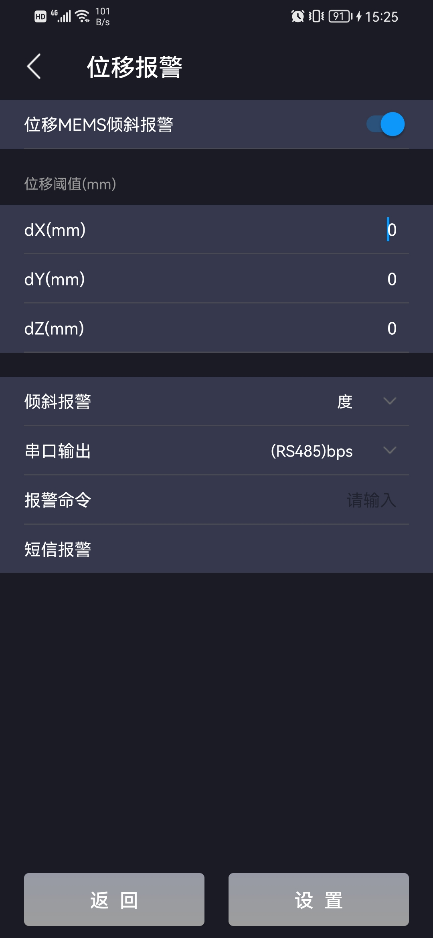 HD 4G 101 B/s 91 15:25
位移报警
位移MEMS倾斜报警
位移阈值(mm)
dX(mm) 0
dY(mm) 0
dZ(mm) 0
倾斜报警 度
串口输出 (RS485)bps
报警命令 请输入
短信报警
返 回 设 置